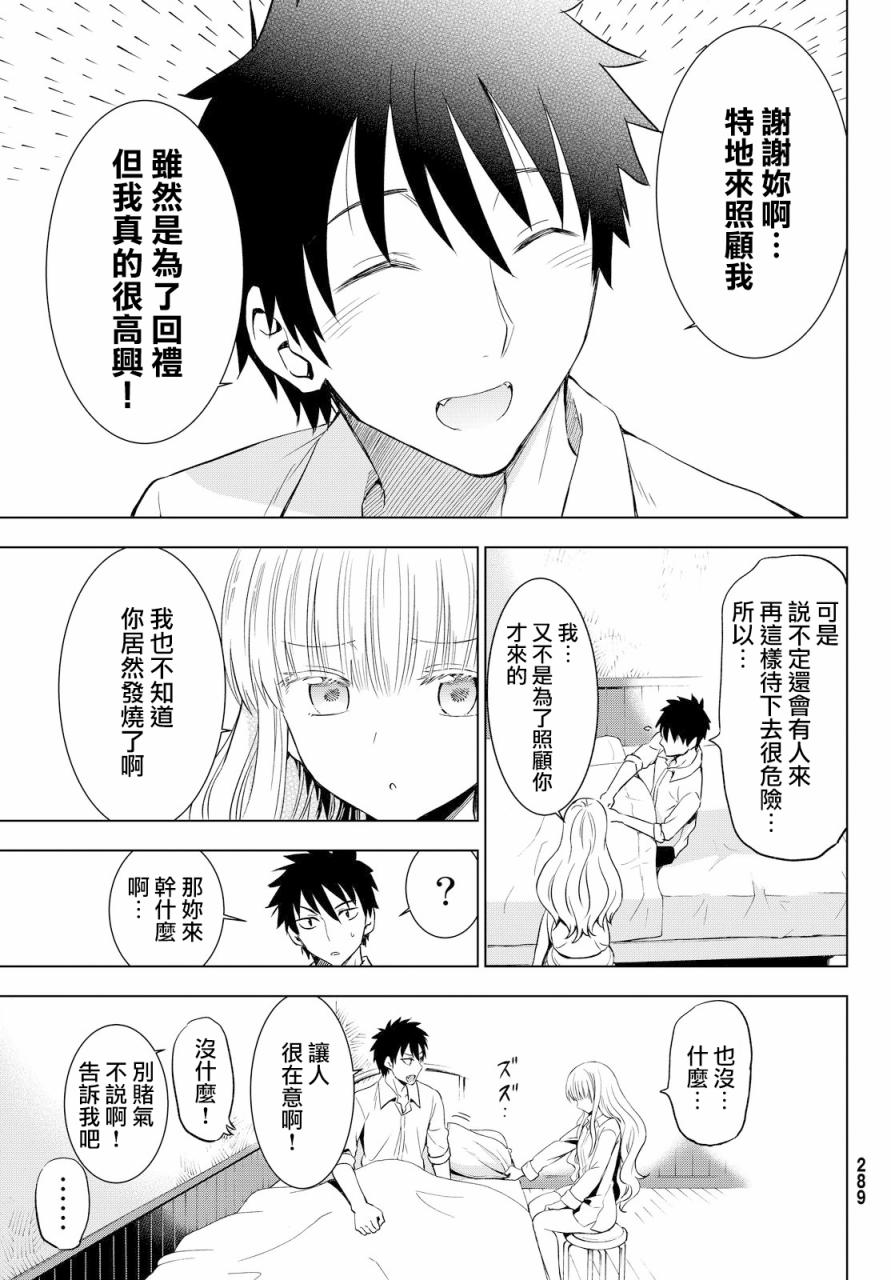 謝謝妳啊…
特地來照顧我
雖然是為了回禮
但我真的很高興！
可是
說不定還會有人來
再這樣待下去很危險…
所以…
我…
又不是為了照顧你
才來的
我也不知道
你居然發燒了啊
？
那妳來
幹什麼
啊…
也沒…
什麼…
ズズ゙…
讓人
很在意啊！
沒什麼！
別賭氣
不說啊！
告訴我吧
……
289